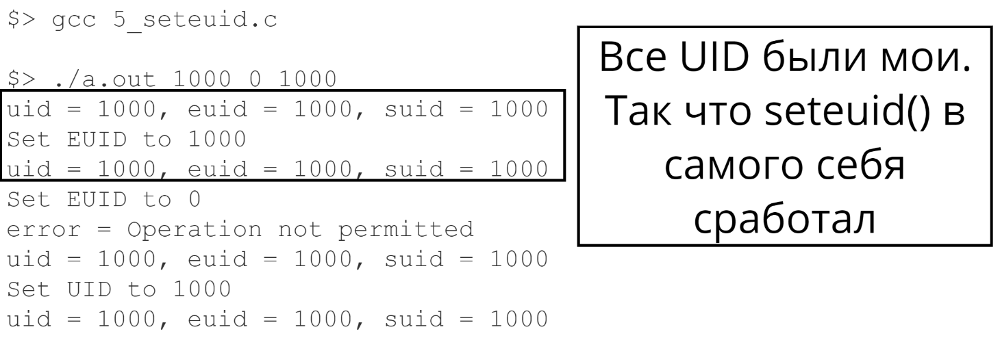 $> gcc 5_seteuid.c
$> ./a.out 1000 0 1000
uid = 1000, euid = 1000, suid = 1000
Set EUID to 1000
uid = 1000, euid = 1000, suid = 1000
Set EUID to 0
error = Operation not permitted
uid = 1000, euid = 1000, suid = 1000
Set UID to 1000
uid = 1000, euid = 1000, suid = 1000
Все UID были мои.
Так что seteuid() в
самого себя
сработал